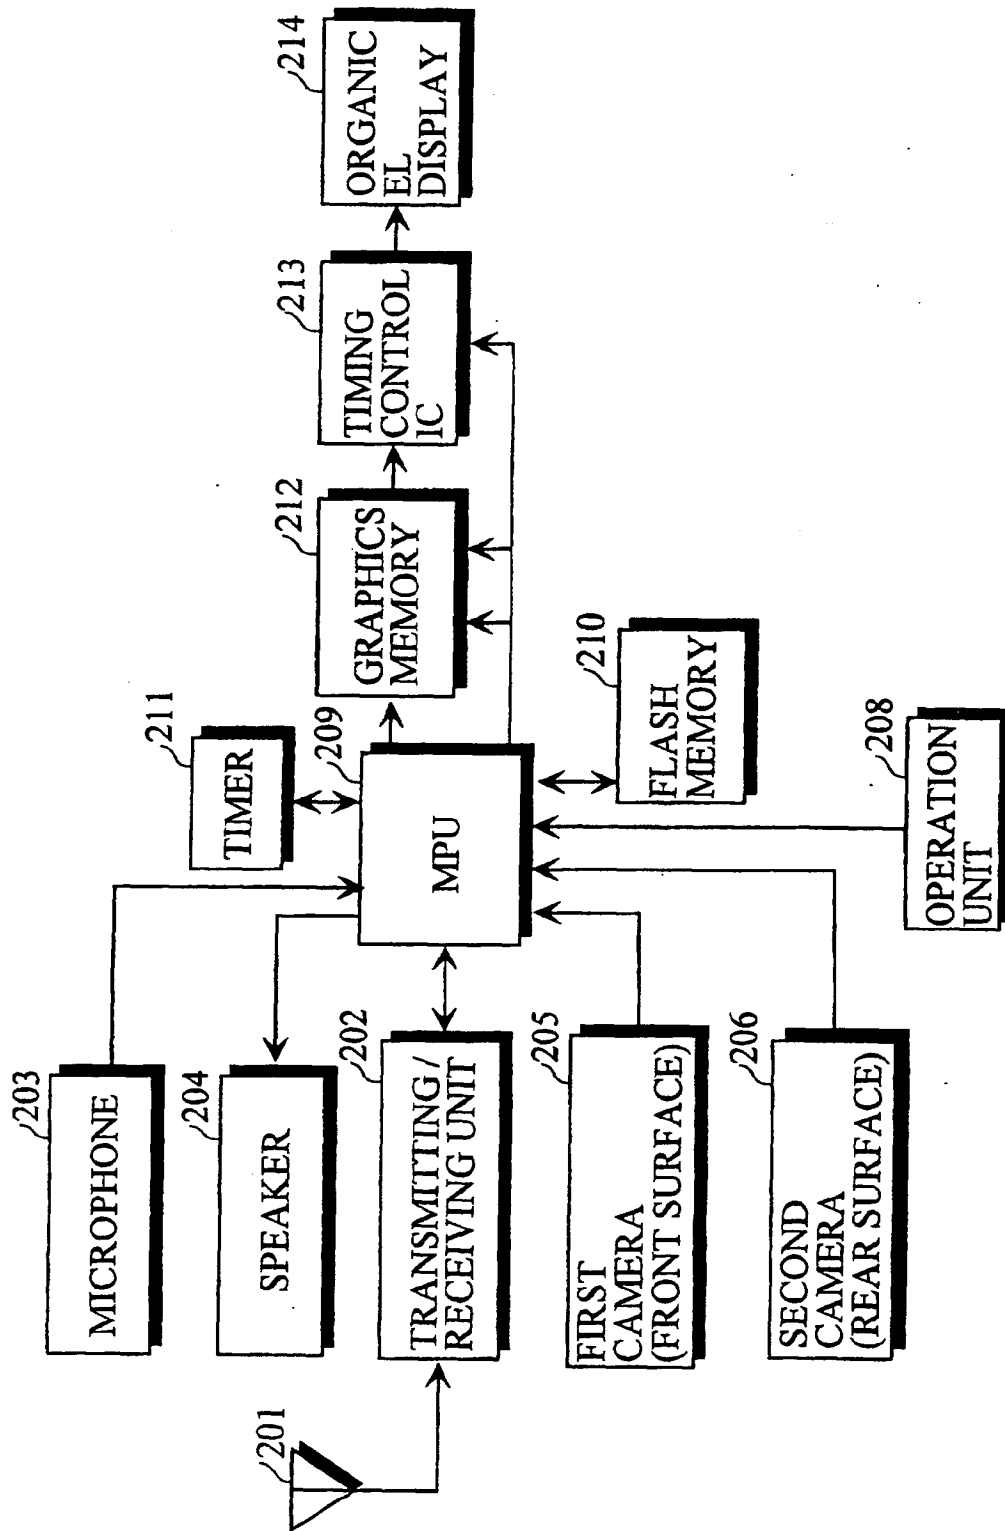 201
203
MICROPHONE
204
SPEAKER
202
TRANSMITTING/
RECEIVING UNIT
205
FIRST
CAMERA
(FRONT SURFACE)
206
SECOND
CAMERA
(REAR SURFACE)
211
TIMER
209
MPU
210
FLASH
MEMORY
208
OPERATION
UNIT
212
GRAPHICS
MEMORY
213
TIMING
CONTROL
IC
214
ORGANIC
EL
DISPLAY